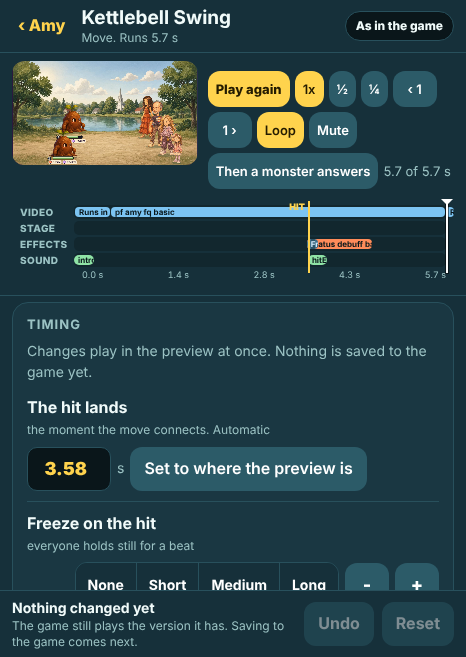 ‹ Amy
Kettlebell Swing
Move. Runs 5.7 s
As in the game
Play again
1x
½
¼
‹ 1
1 ›
Loop
Mute
Then a monster answers
5.7 of 5.7 s
HIT
VIDEO
Runs in
pf amy fq basic
STAGE
EFFECTS
atus debuff b
SOUND
intro
hitE
0.0 s
1.4 s
2.8 s
4.3 s
5.7 s
TIMING
Changes play in the preview at once. Nothing is saved to the
game yet.
The hit lands
the moment the move connects. Automatic
3.58
s
Set to where the preview is
Freeze on the hit
everyone holds still for a beat
None
Short
Medium
Long
-
+
Nothing changed yet
The game still plays the version it has. Saving to
the game comes next.
Undo
Reset